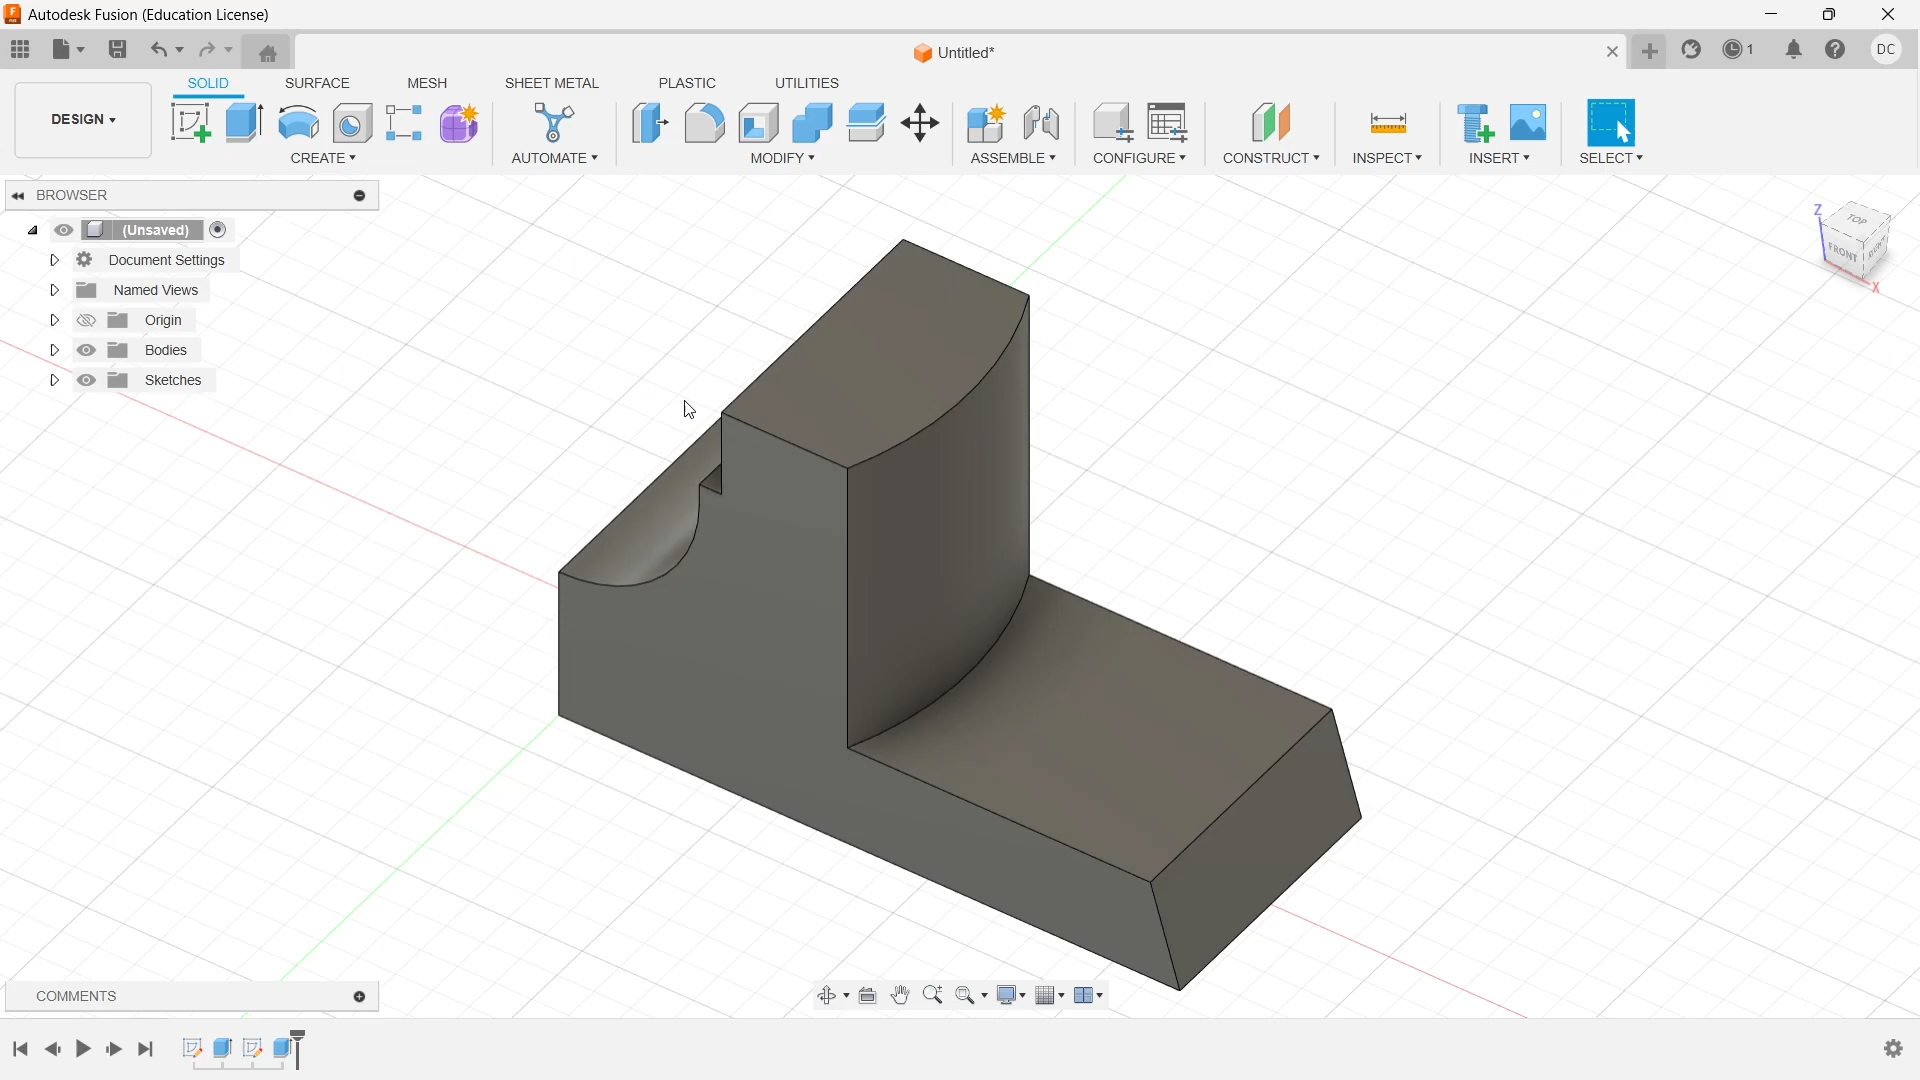 Autodesk Fusion (Education License)
Untitled*
1
DC
SOLID SURFACE MESH SHEET METAL PLASTIC UTILITIES
DESIGN
CREATE AUTOMATE MODIFY ASSEMBLE CONFIGURE CONSTRUCT INSPECT INSERT SELECT
BROWSER
(Unsaved)
Document Settings
Named Views
Origin
Bodies
Sketches
Z
TOP
FRONT
X
COMMENTS